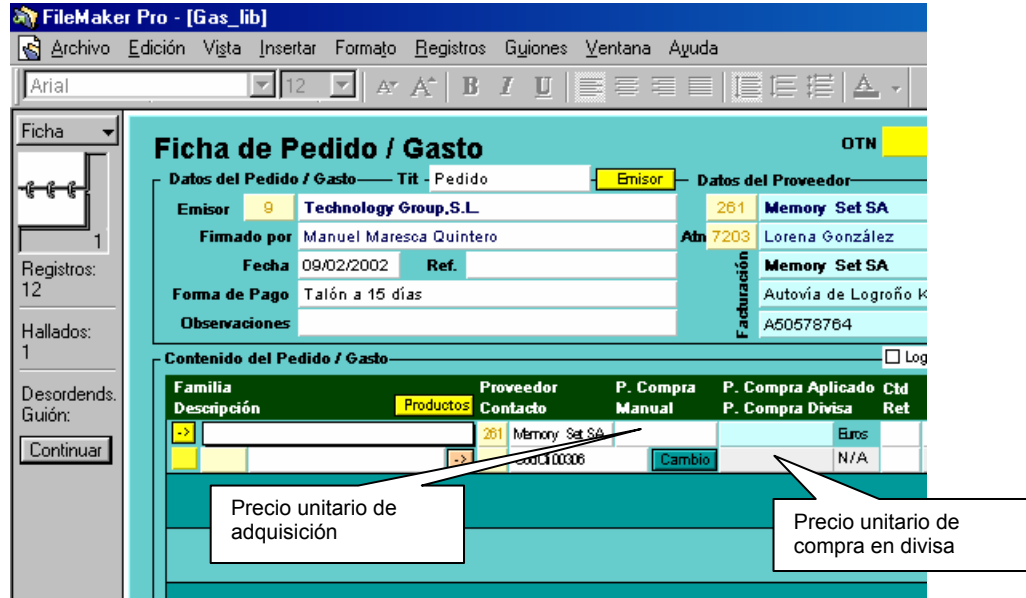 FileMaker Pro - [Gas_lib]
Archivo Edición Vista Insertar Formato Registros Guiones Ventana Ayuda
Arial 12 B I U A
Ficha
1
Registros:
12
Hallados:
1
Desordends.
Guión:
Continuar
Ficha de Pedido / Gasto OTN
Datos del Pedido / Gasto Tit - Pedido Emisor Datos del Proveedor
Emisor 9 Technology Group,S.L. 261 Memory Set SA
Firmado por Manuel Maresca Quintero Atn 7203 Lorena González
Fecha 09/02/2002 Ref. Facturación Memory Set SA
Forma de Pago Talón a 15 días Autovía de Logroño K
Observaciones A50578764
Contenido del Pedido / Gasto Log
Familia Proveedor P. Compra P. Compra Aplicado Ctd
Descripción Productos Contacto Manual P. Compra Divisa Ret
-> 261 Memory Set SA Euros
-> Cambio N/A
Precio unitario de
adquisición
Precio unitario de
compra en divisa